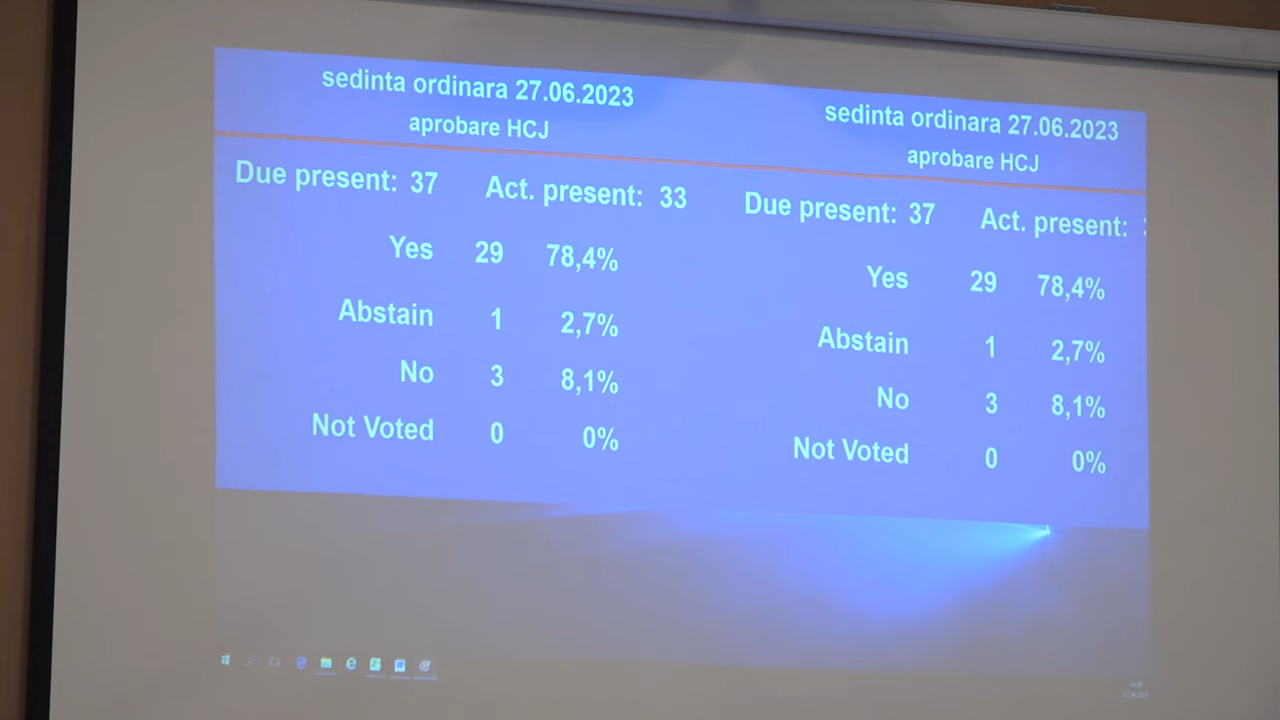 sedinta ordinara 27.06.2023
aprobare HCJ
Due present: 37 Act. present: 33
Yes 29 78,4%
Abstain 1 2,7%
No 3 8,1%
Not Voted 0 0%
sedinta ordinara 27.06.2023
aprobare HCJ
Due present: 37 Act. present:
Yes 29 78,4%
Abstain 1 2,7%
No 3 8,1%
Not Voted 0 0%